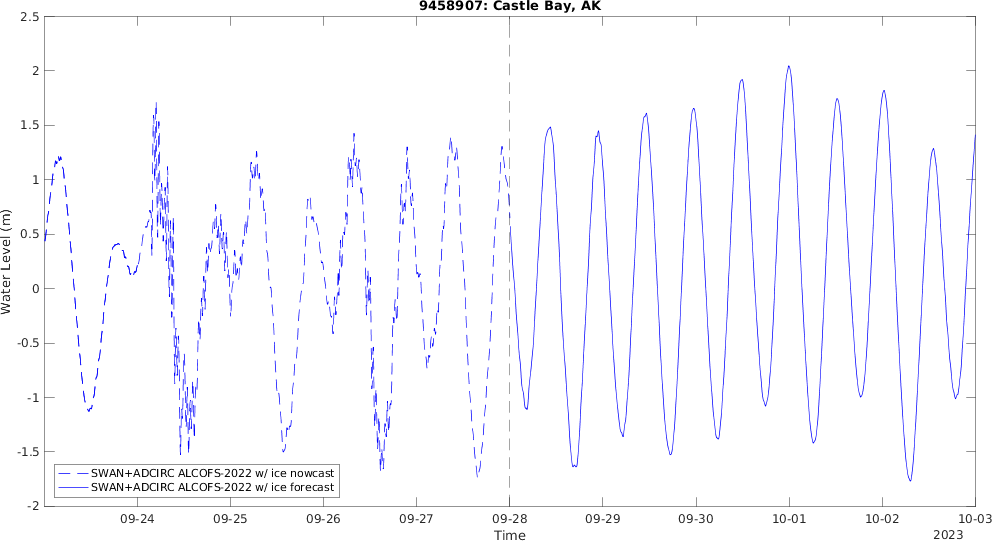 9458907: Castle Bay, AK
2.5
2
1.5
1
0.5
0
-0.5
-1
-1.5
-2
Water Level (m)
SWAN+ADCIRC ALCOFS-2022 w/ ice nowcast
SWAN+ADCIRC ALCOFS-2022 w/ ice forecast
09-24 09-25 09-26 09-27 09-28 09-29 09-30 10-01 10-02 10-03
Time
2023